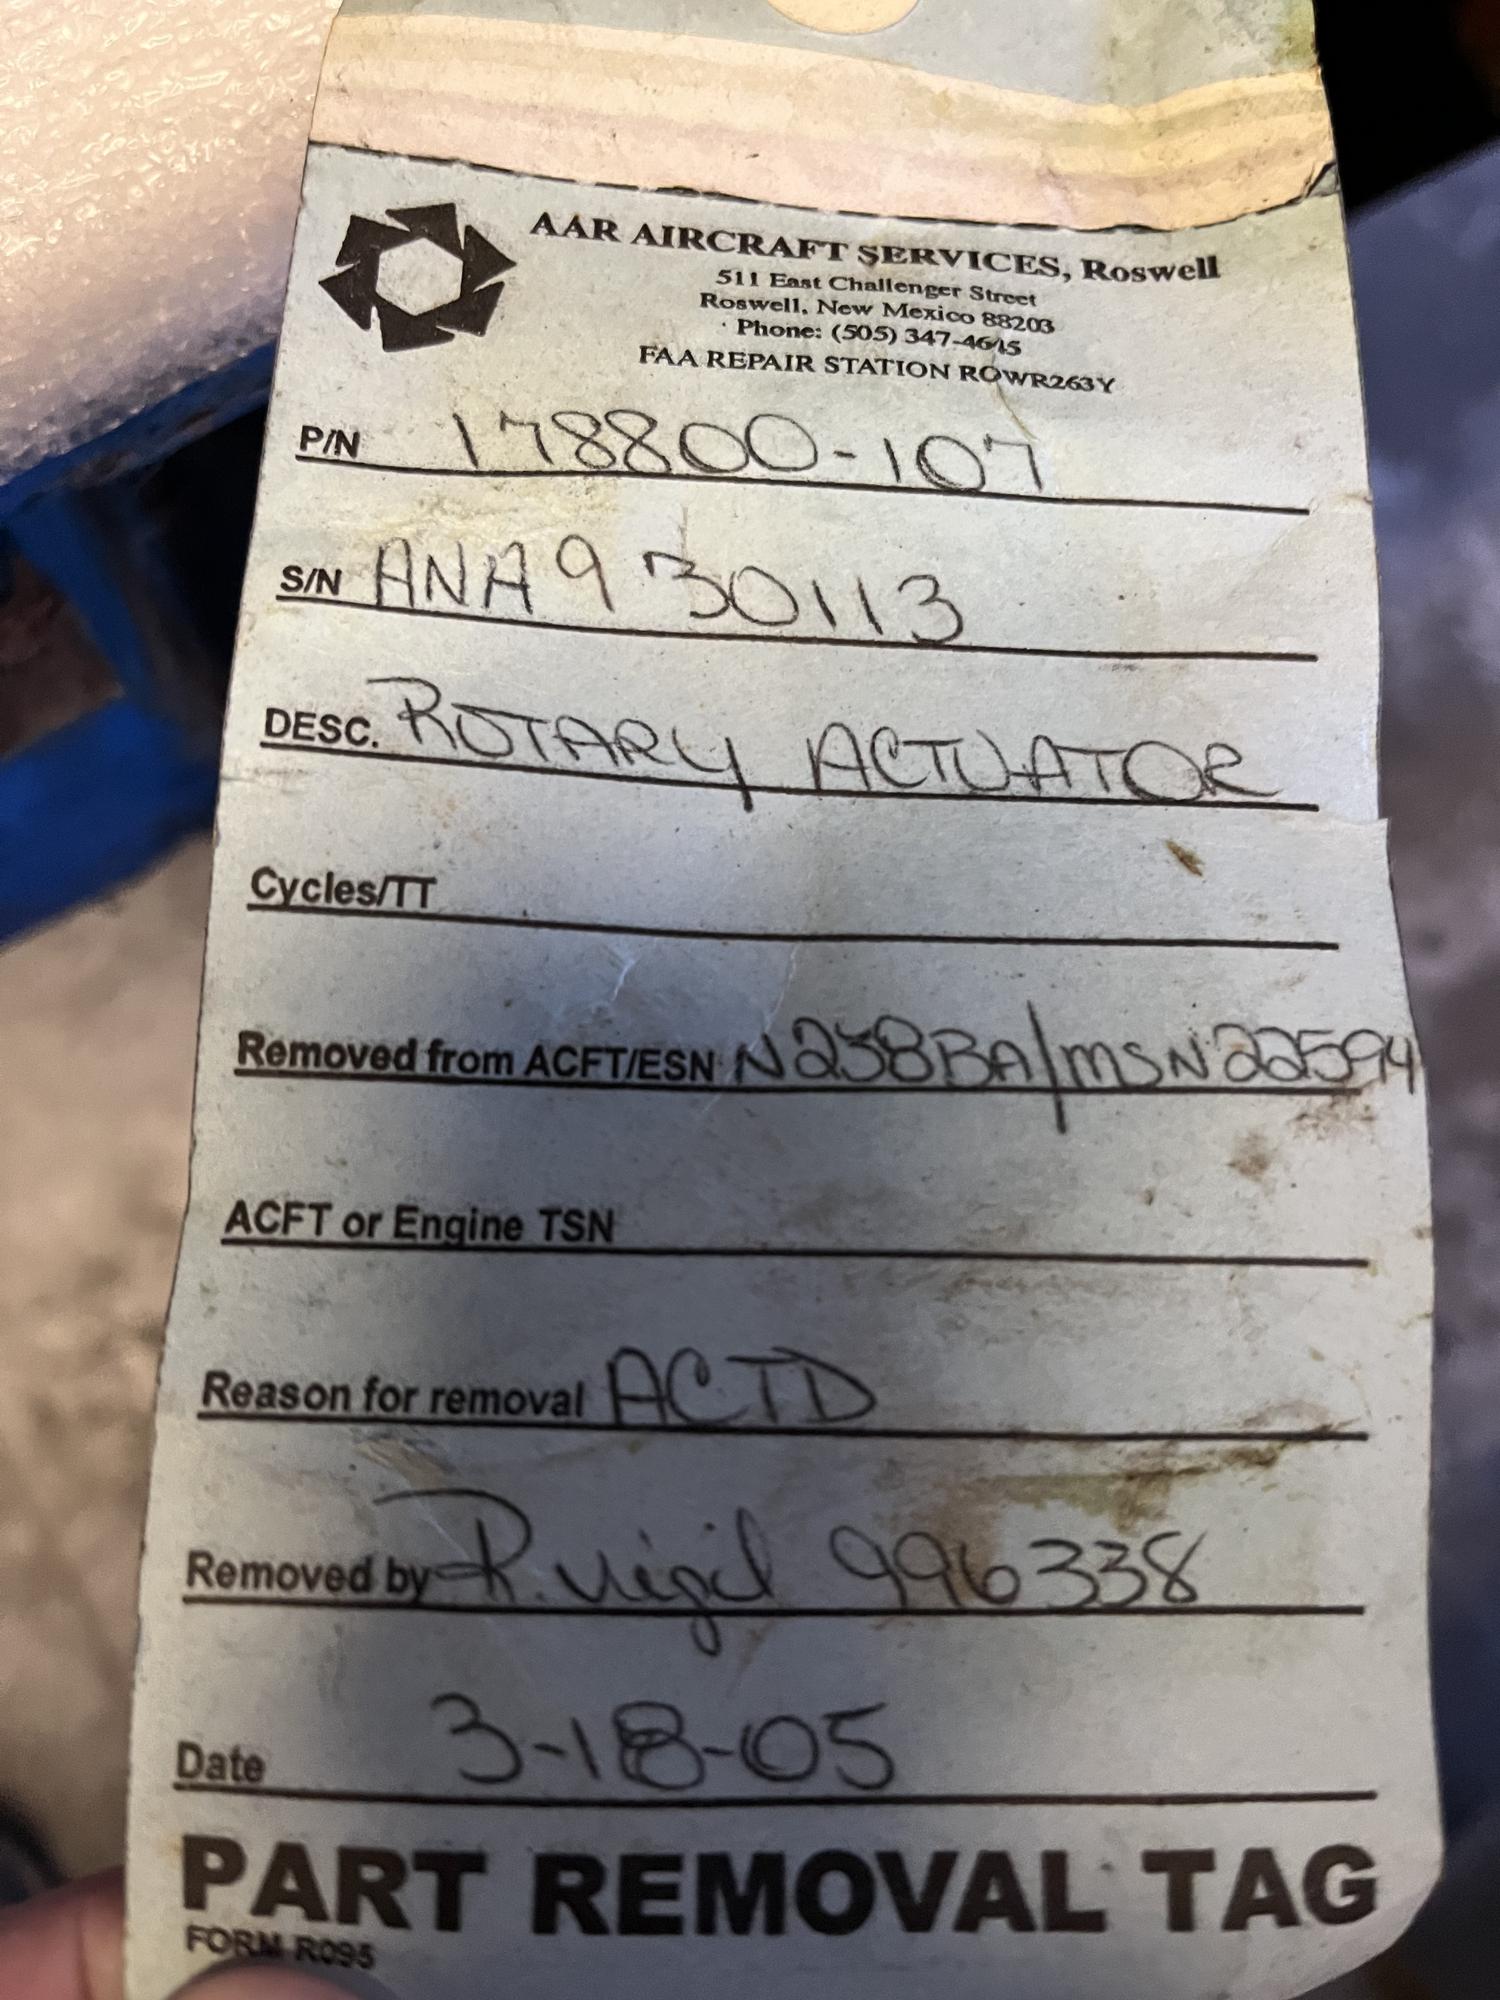 AAR AIRCRAFT SERVICES, Roswell
511 East Challenger Street
Roswell, New Mexico 88203
Phone: (505) 347-4645
FAA REPAIR STATION ROWR263Y
P/N 178800-107
S/N ANA930113
DESC. ROTARY ACTUATOR
Cycles/TT
Removed from ACFT/ESN N238BA/MSN22594
ACFT or Engine TSN
Reason for removal ACTD
Removed by R. Vigil 996338
Date 3-18-05
PART REMOVAL TAG
FORM R095